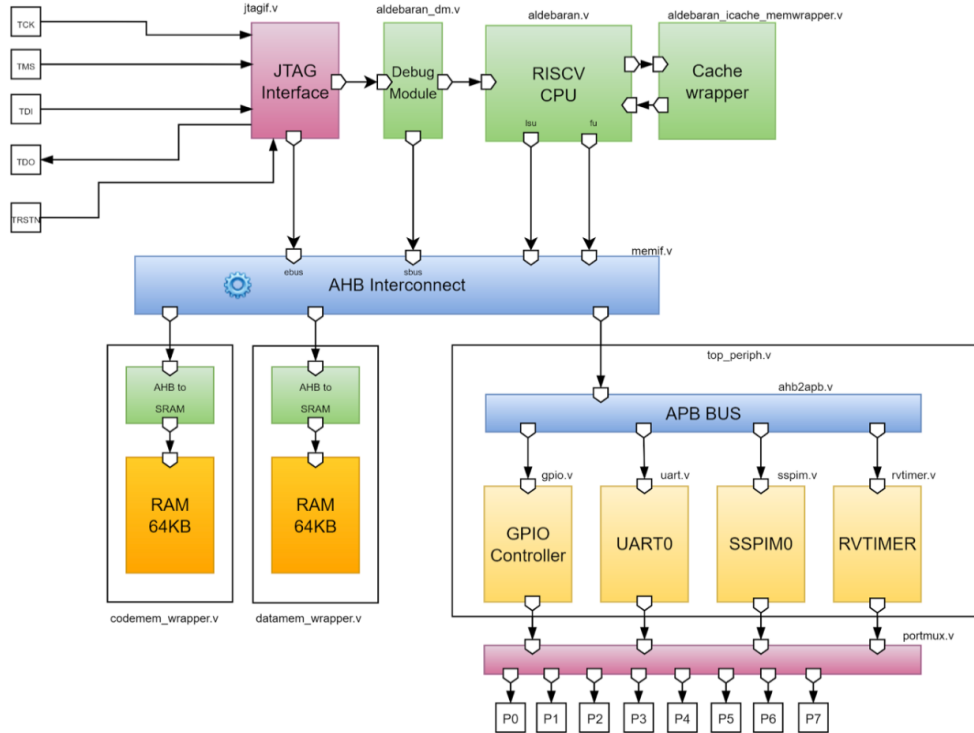 jtagif.v
aldebaran_dm.v
aldebaran.v
aldebaran_icache_memwrapper.v
TCK
TMS
TDI
TDO
TRSTN
JTAG
Interface
Debug
Module
RISCV
CPU
lsu
fu
Cache
wrapper
memif.v
ebus
sbus
AHB Interconnect
AHB to
SRAM
AHB to
SRAM
RAM
64KB
RAM
64KB
codemem_wrapper.v
datamem_wrapper.v
top_periph.v
ahb2apb.v
APB BUS
gpio.v
uart.v
sspim.v
rvtimer.v
GPIO
Controller
UART0
SSPIM0
RVTIMER
portmux.v
P0
P1
P2
P3
P4
P5
P6
P7